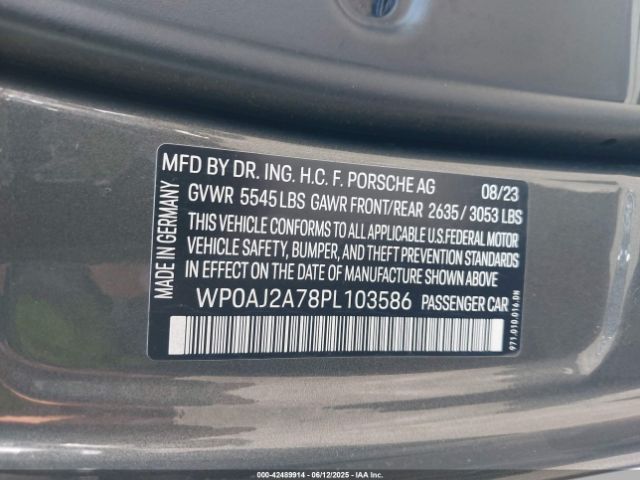 MADE IN GERMANY
MFD BY DR. ING. H.C. F. PORSCHE AG 08/23
GVWR 5545 LBS GAWR FRONT/REAR 2635 / 3053 LBS
THIS VEHICLE CONFORMS TO ALL APPLICABLE U.S. FEDERAL MOTOR
VEHICLE SAFETY, BUMPER, AND THEFT PREVENTION STANDARDS
IN EFFECT ON THE DATE OF MANUFACTURE SHOWN ABOVE
WP0AJ2A78PL103586 PASSENGER CAR
971.010.016.DN
000-42489914 - 06/12/2025 - IAA Inc.